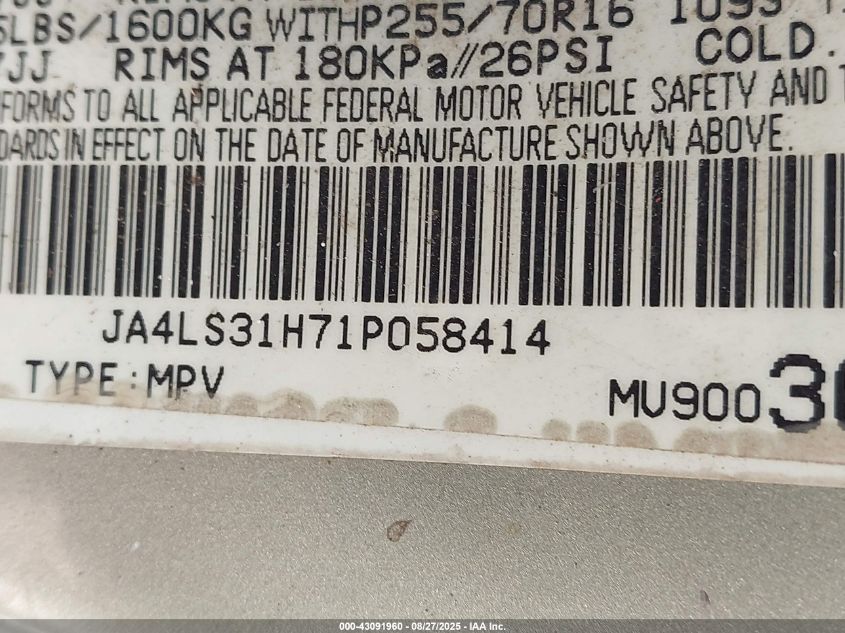 LBS/1600KG WITHP255/70R16
JJ RIMS AT 180KPa//26PSI COLD.
FORMS TO ALL APPLICABLE FEDERAL MOTOR VEHICLE SAFETY AND
DARDS IN EFFECT ON THE DATE OF MANUFACTURE SHOWN ABOVE.
JA4LS31H71P058414
TYPE:MPV MU9003
000-43091960 - 08/27/2025 - IAA Inc.